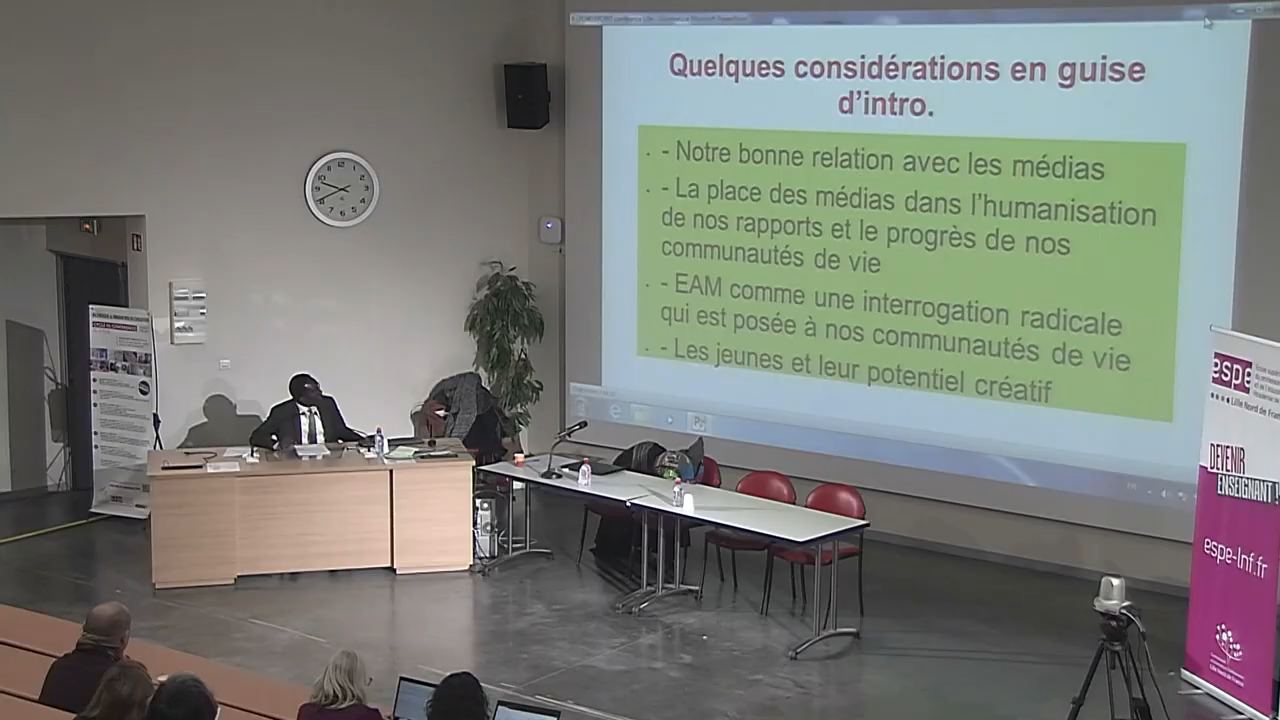 Quelques considérations en guise
d'intro.
. - Notre bonne relation avec les médias
. - La place des médias dans l'humanisation
de nos rapports et le progrès de nos
communautés de vie
. - EAM comme une interrogation radicale
qui est posée à nos communautés de vie
. - Les jeunes et leur potentiel créatif
espe
Lille Nord de France
DEVENIR
ENSEIGNANT !
espe-lnf.fr